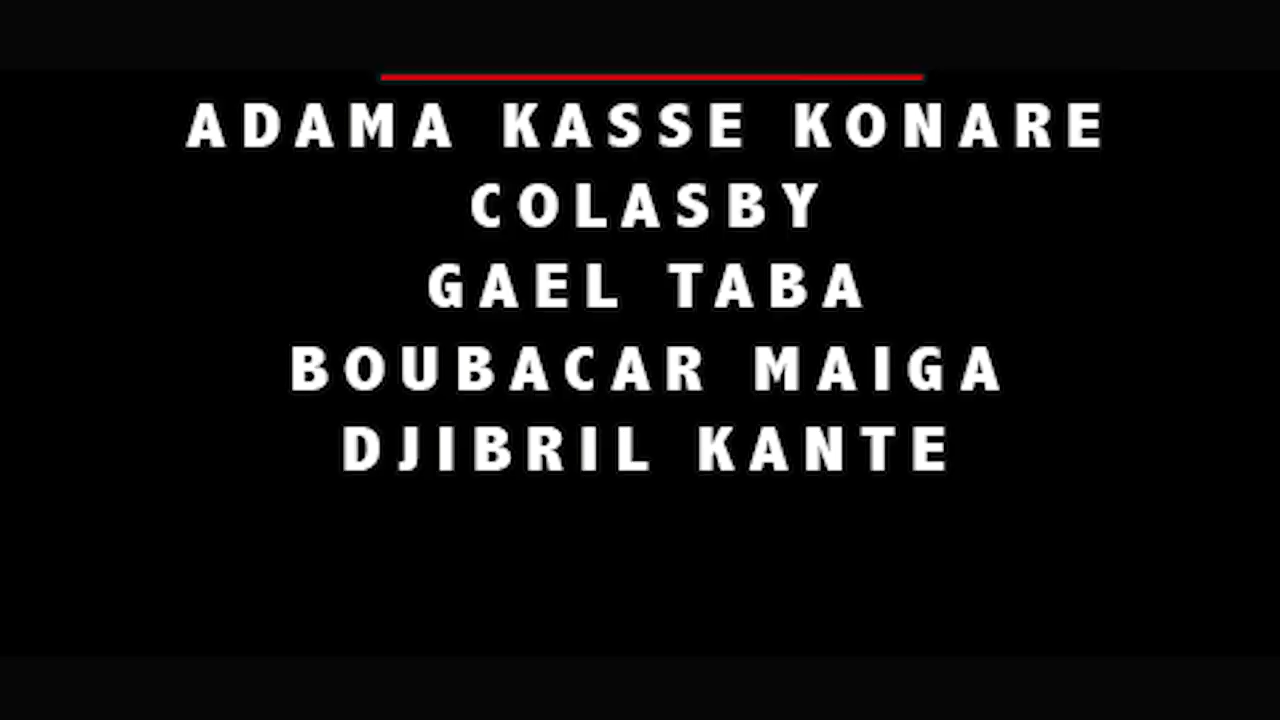 ADAMA KASSE KONARE
COLASBY
GAEL TABA
BOUBACAR MAIGA
DJIBRIL KANTE